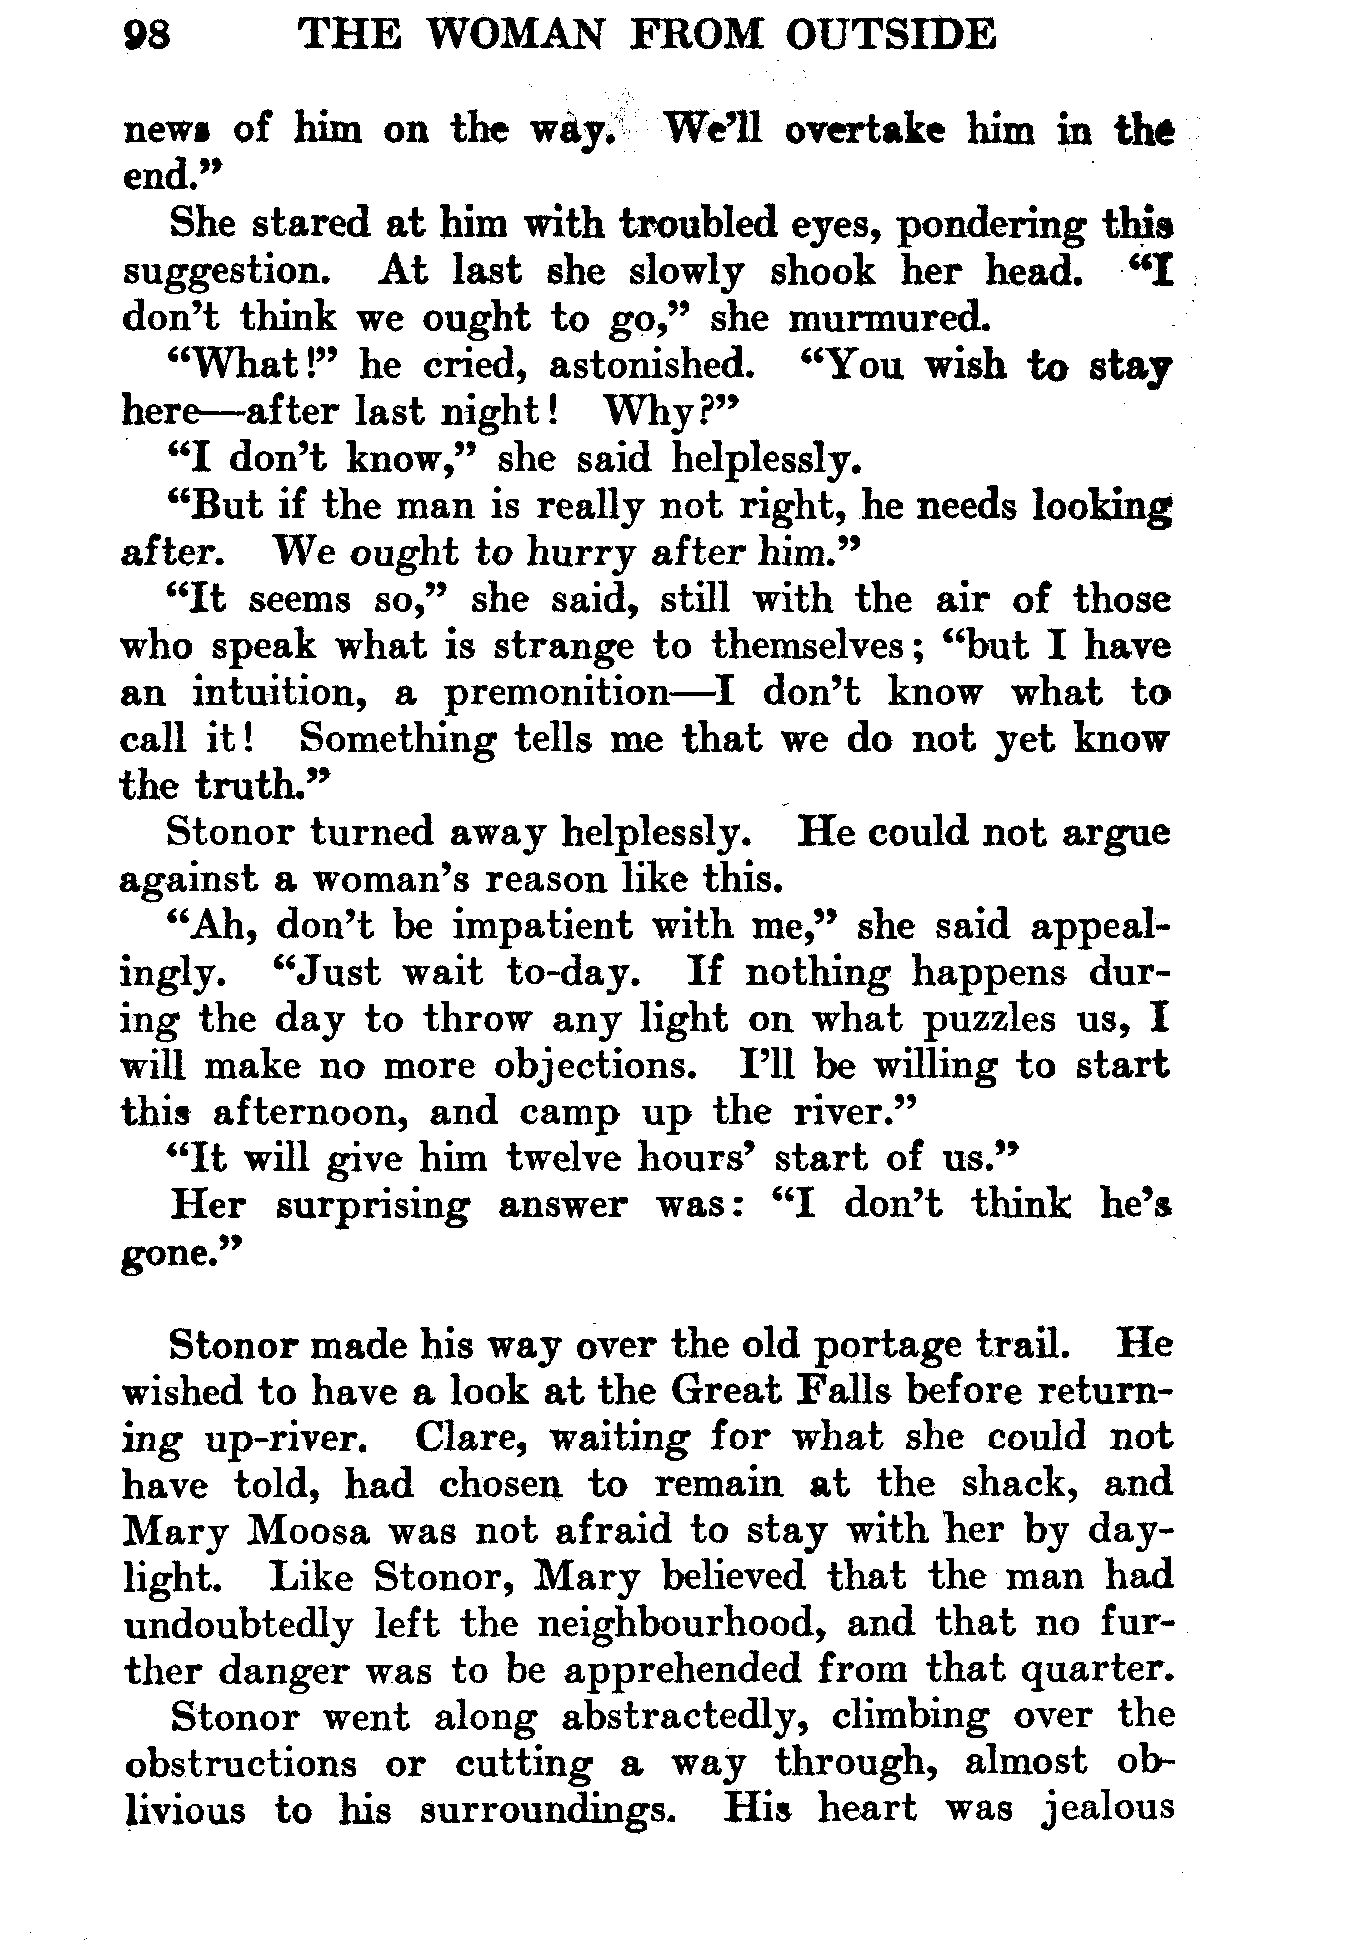 98 THE WOMAN FROM OUTSIDE
news of him on the way. We'll overtake him in the
end."
She stared at him with troubled eyes, pondering this
suggestion. At last she slowly shook her head. "I
don't think we ought to go," she murmured.
"What!" he cried, astonished. "You wish to stay
here—after last night! Why?"
"I don't know," she said helplessly.
"But if the man is really not right, he needs looking
after. We ought to hurry after him."
"It seems so," she said, still with the air of those
who speak what is strange to themselves; "but I have
an intuition, a premonition—I don't know what to
call it! Something tells me that we do not yet know
the truth."
Stonor turned away helplessly. He could not argue
against a woman's reason like this.
"Ah, don't be impatient with me," she said appeal-
ingly. "Just wait to-day. If nothing happens dur-
ing the day to throw any light on what puzzles us, I
will make no more objections. I'll be willing to start
this afternoon, and camp up the river."
"It will give him twelve hours' start of us."
Her surprising answer was: "I don't think he's
gone."
Stonor made his way over the old portage trail. He
wished to have a look at the Great Falls before return-
ing up-river. Clare, waiting for what she could not
have told, had chosen to remain at the shack, and
Mary Moosa was not afraid to stay with her by day-
light. Like Stonor, Mary believed that the man had
undoubtedly left the neighbourhood, and that no fur-
ther danger was to be apprehended from that quarter.
Stonor went along abstractedly, climbing over the
obstructions or cutting a way through, almost ob-
livious to his surroundings. His heart was jealous